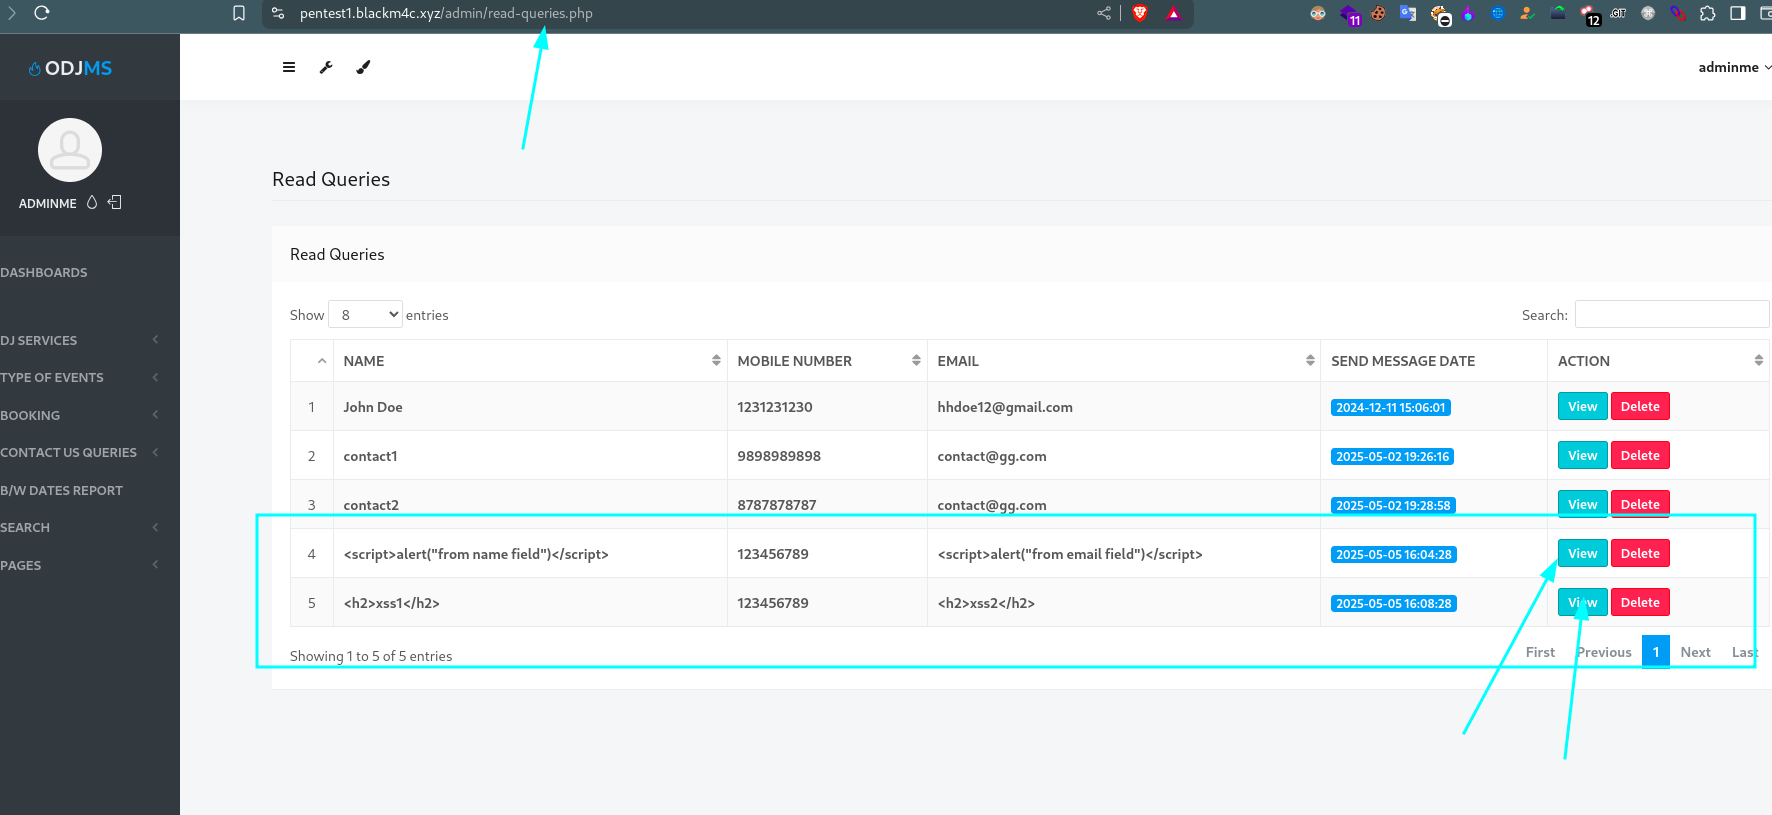 pentest1.blackm4c.xyz/admin/read-queries.php
11
12
.GIT
ODJMS
adminme
ADMINME
DASHBOARDS
DJ SERVICES
TYPE OF EVENTS
BOOKING
CONTACT US QUERIES
B/W DATES REPORT
SEARCH
PAGES
Read Queries
Read Queries
Show 8 entries
Search:
NAME MOBILE NUMBER EMAIL SEND MESSAGE DATE ACTION
1 John Doe 1231231230 hhdoe12@gmail.com 2024-12-11 15:06:01 View Delete
2 contact1 9898989898 contact@gg.com 2025-05-02 19:26:16 View Delete
3 contact2 8787878787 contact@gg.com 2025-05-02 19:28:58 View Delete
4 <script>alert("from name field")</script> 123456789 <script>alert("from email field")</script> 2025-05-05 16:04:28 View Delete
5 <h2>xss1</h2> 123456789 <h2>xss2</h2> 2025-05-05 16:08:28 View Delete
Showing 1 to 5 of 5 entries
First Previous 1 Next Last